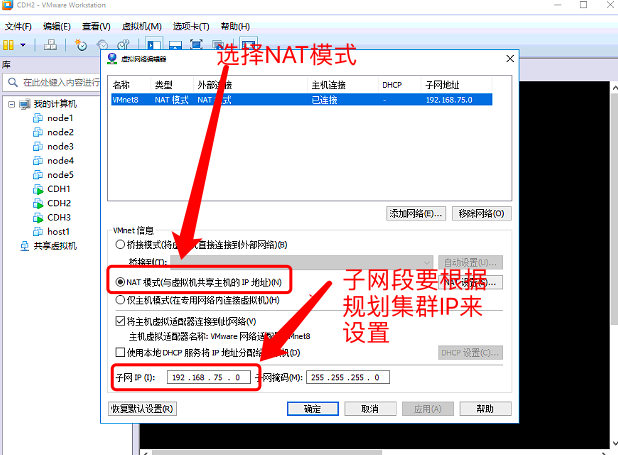 CDH2 - VMware Workstation
文件(F) 编辑(E) 查看(V) 虚拟机(M) 选项卡(T) 帮助(H)
库
在此处键入内容进行
我的计算机
node1
node2
node3
node4
node5
CDH1
CDH2
CDH3
host1
共享虚拟机
选择NAT模式
虚拟网络编辑器
名称 类型 外部连接 主机连接 DHCP 子网地址
VMnet8 NAT 模式 NAT 模式 已连接 - 192.168.75.0
添加网络(E)... 移除网络(O)
VMnet 信息
桥接模式(将虚拟机直接连接到外部网络)(B)
桥接到(T): 自动设置(U)...
NAT 模式(与虚拟机共享主机的 IP 地址)(N)
仅主机模式(在专用网络内连接虚拟机)(H)
子网段要根据
规划集群IP来
设置
将主机虚拟适配器连接到此网络(V)
主机虚拟适配器名称: VMware 网络适配器 VMnet8
使用本地 DHCP 服务将 IP 地址分配给虚拟机(D) DHCP 设置(C)...
子网 IP (I): 192 .168 . 75 . 0 子网掩码(M): 255 .255 .255 . 0
恢复默认设置(R) 确定 取消 应用(A) 帮助